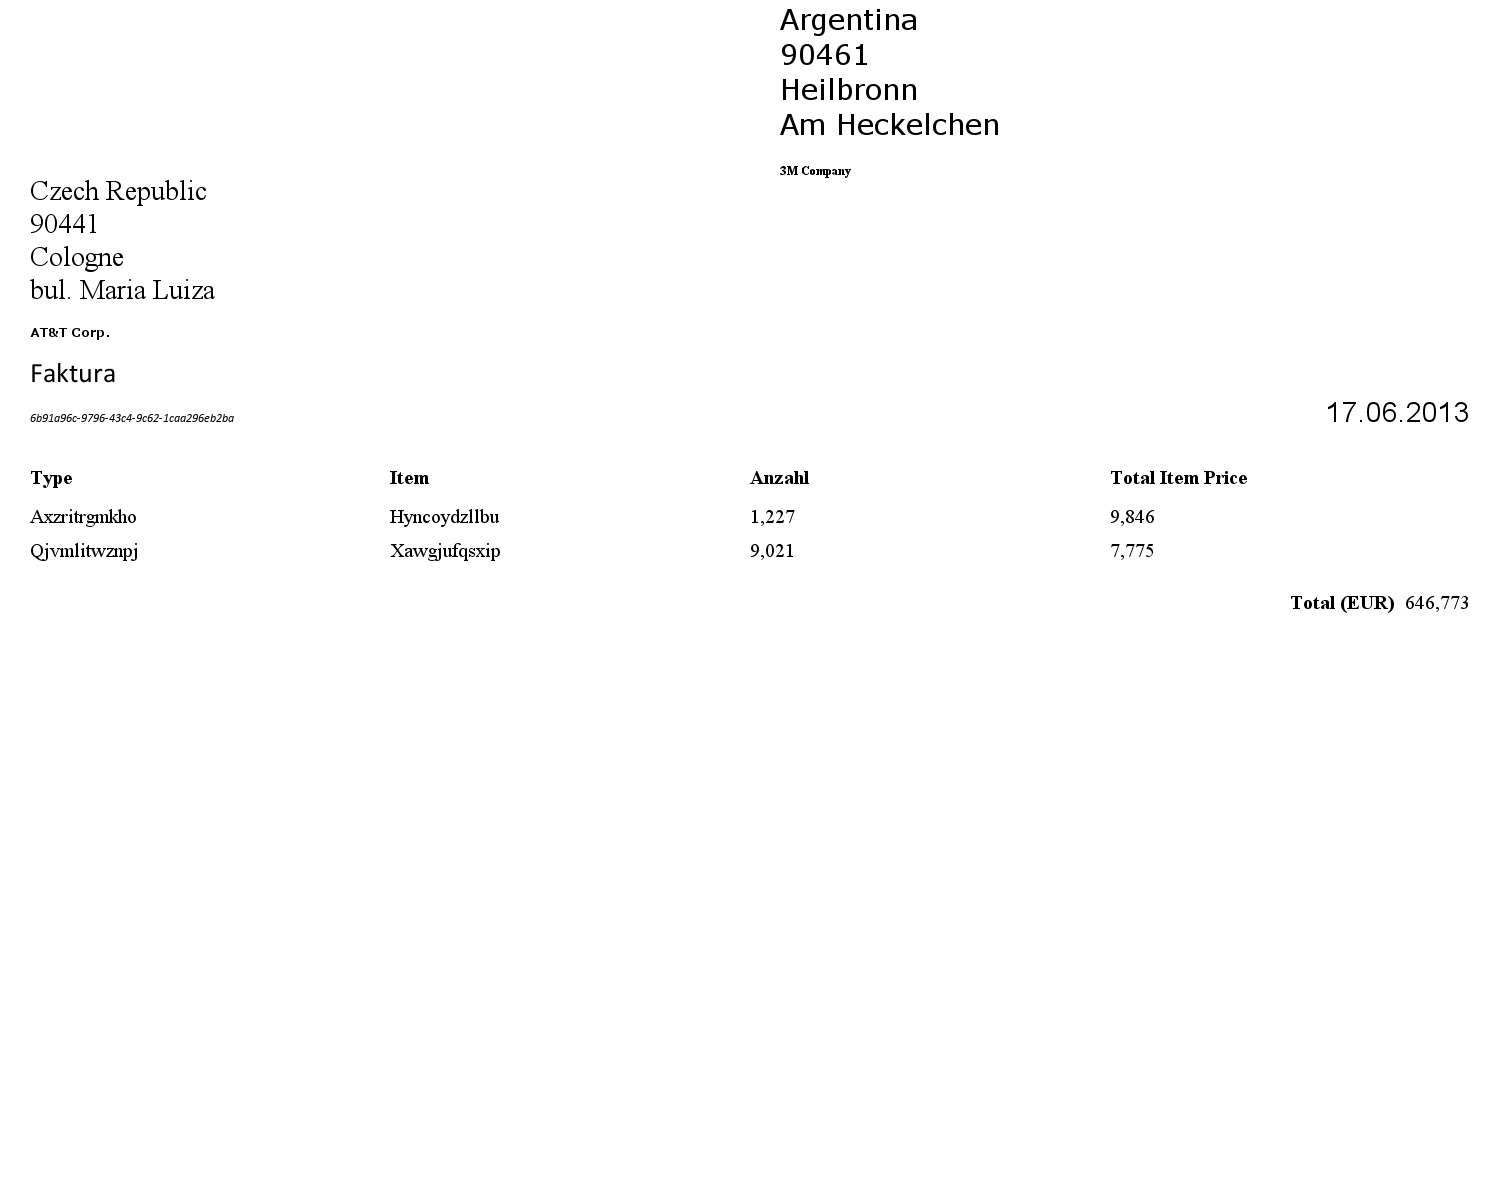 Argentina
90461
Heilbronn
Am Heckelchen
3M Company
Czech Republic
90441
Cologne
bul. Maria Luiza
AT&T Corp.
Faktura
6b91a96c-9796-43c4-9c62-1caa296eb2ba
17.06.2013
Type Item Anzahl Total Item Price
Axzritrgmkho Hyncoydzllbu 1,227 9,846
Qjvmlitwznpj Xawgjufqsxip 9,021 7,775
Total (EUR) 646,773